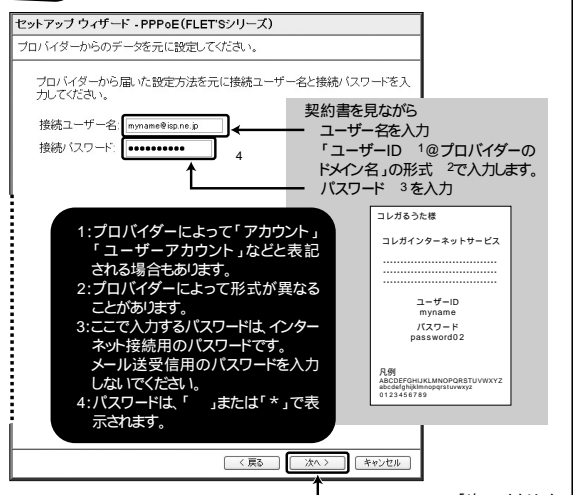 セットアップ ウィザード - PPPoE(FLET'Sシリーズ)
プロバイダーからのデータを元に設定してください。
プロバイダーから届いた設定方法を元に接続ユーザー名と接続パスワードを入
力してください。
接続ユーザー名: myname@isp.ne.jp
接続パスワード: ●●●●●●●●●● 4
契約書を見ながら
ユーザー名を入力
「ユーザーID 1@プロバイダーの
ドメイン名」の形式 2で入力します。
パスワード 3を入力
1:プロバイダーによって「アカウント」
「ユーザーアカウント」などと表記
される場合もあります。
2:プロバイダーによって形式が異なる
ことがあります。
3:ここで入力するパスワードは、インター
ネット接続用のパスワードです。
メール送受信用のパスワードを入力
しないでください。
4:パスワードは、「 」または「*」で表
示されます。
コレガるうた様
コレガインターネットサービス
ユーザーID
myname
パスワード
password02
凡例
ABCDEFGHIJKLMNOPQRSTUVWXYZ
abcdefghijklmnopqrstuvwxyz
0123456789
< 戻る
次へ >
キャンセル